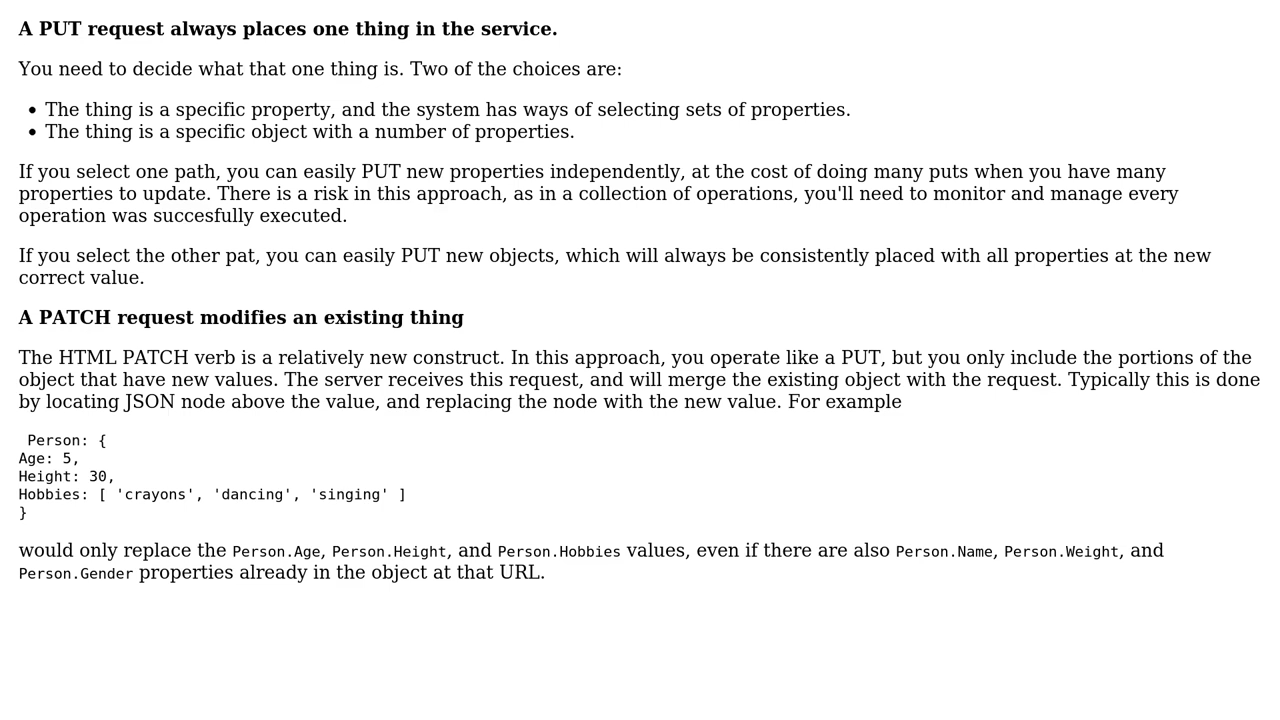 A PUT request always places one thing in the service.
You need to decide what that one thing is. Two of the choices are:
• The thing is a specific property, and the system has ways of selecting sets of properties.
• The thing is a specific object with a number of properties.
If you select one path, you can easily PUT new properties independently, at the cost of doing many puts when you have many
properties to update. There is a risk in this approach, as in a collection of operations, you'll need to monitor and manage every
operation was succesfully executed.
If you select the other pat, you can easily PUT new objects, which will always be consistently placed with all properties at the new
correct value.
A PATCH request modifies an existing thing
The HTML PATCH verb is a relatively new construct. In this approach, you operate like a PUT, but you only include the portions of the
object that have new values. The server receives this request, and will merge the existing object with the request. Typically this is done
by locating JSON node above the value, and replacing the node with the new value. For example
Person: {
Age: 5,
Height: 30,
Hobbies: [ 'crayons', 'dancing', 'singing' ]
}
would only replace the Person.Age, Person.Height, and Person.Hobbies values, even if there are also Person.Name, Person.Weight, and
Person.Gender properties already in the object at that URL.